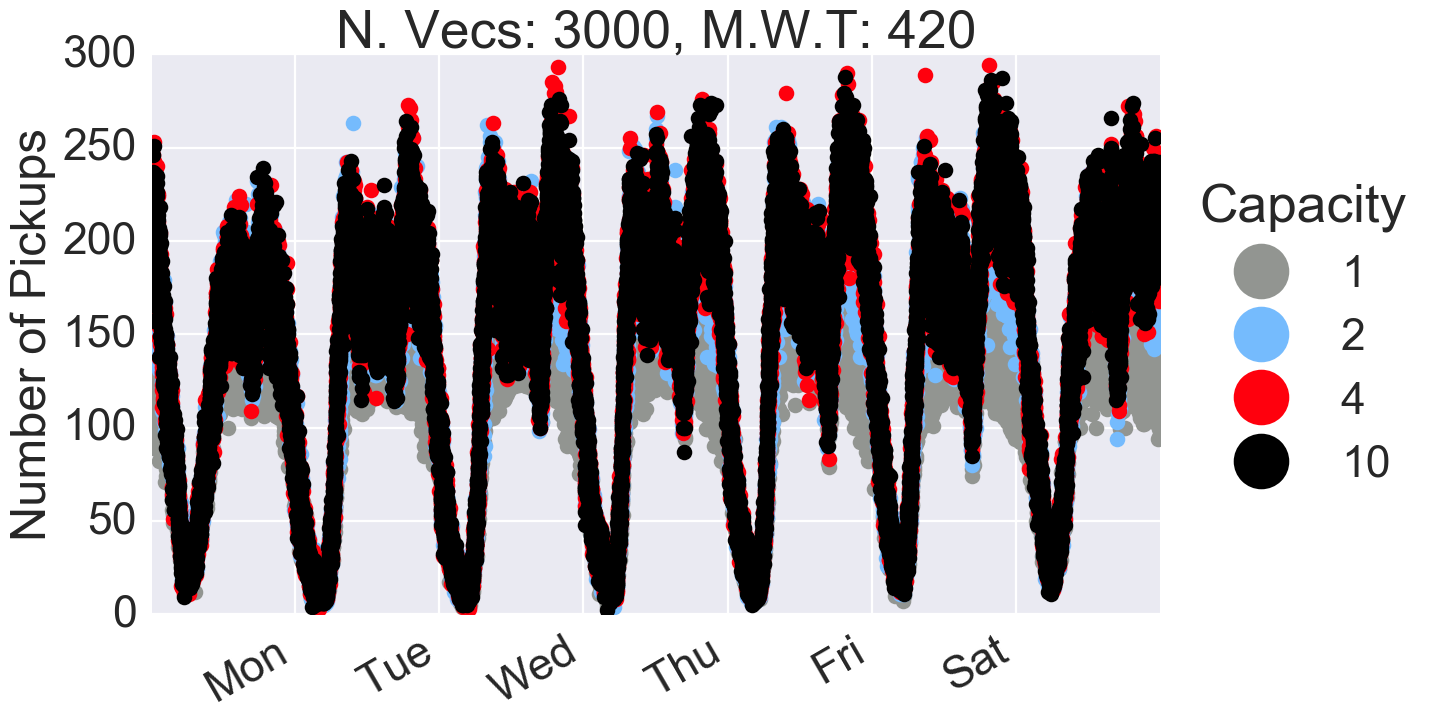 N. Vecs: 3000, M.W.T: 420
Number of Pickups
300
250
200
150
100
50
0
Mon
Tue
Wed
Thu
Fri
Sat
Capacity
1
2
4
10